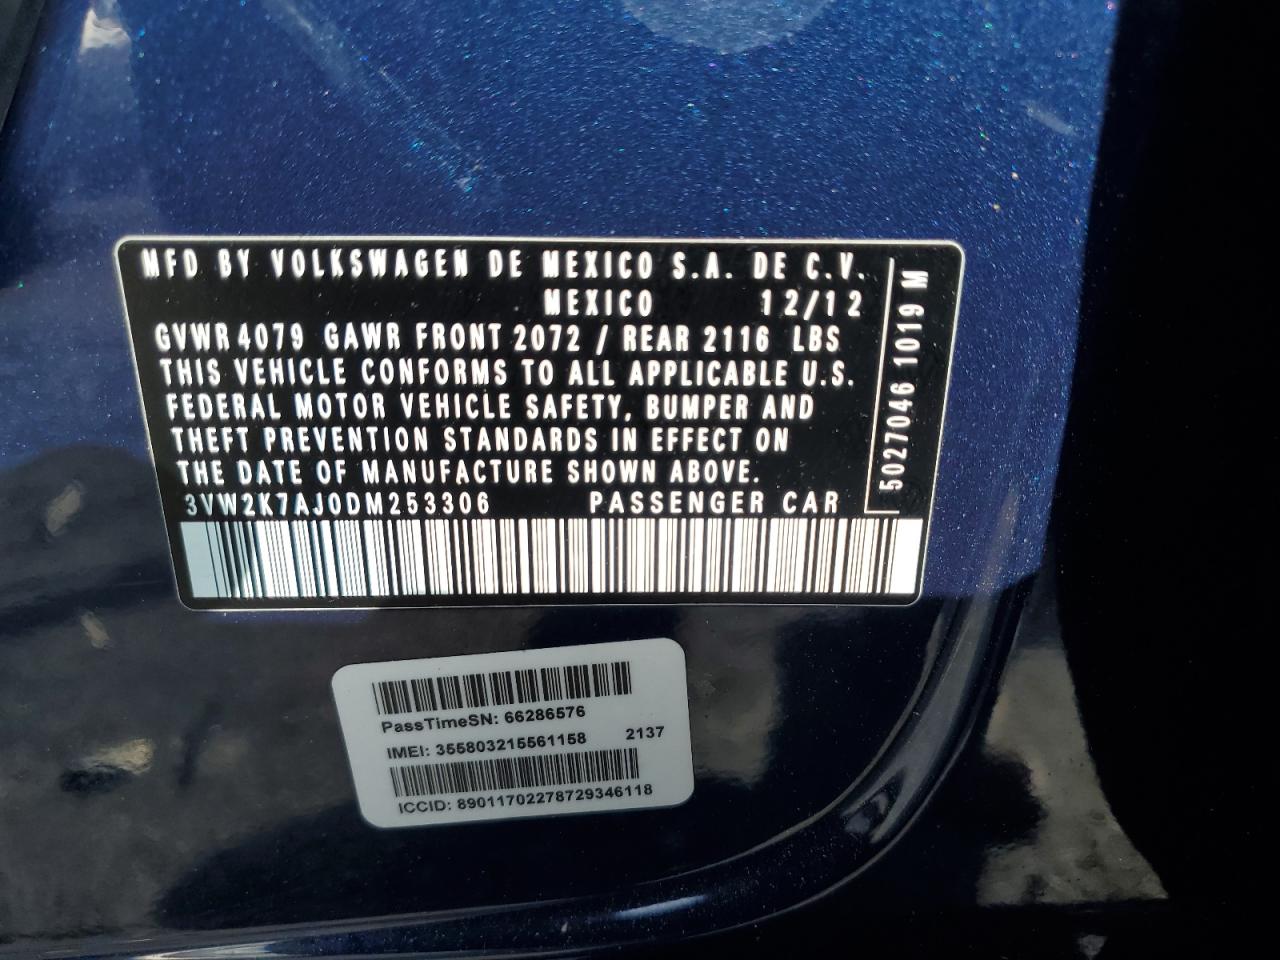 MFD BY VOLKSWAGEN DE MEXICO S.A. DE C.V.
MEXICO 12/12
GVWR 4079 GAWR FRONT 2072 / REAR 2116 LBS
THIS VEHICLE CONFORMS TO ALL APPLICABLE U.S.
FEDERAL MOTOR VEHICLE SAFETY, BUMPER AND
THEFT PREVENTION STANDARDS IN EFFECT ON
THE DATE OF MANUFACTURE SHOWN ABOVE.
3VW2K7AJ0DM253306 PASSENGER CAR
5027046 1019 M
PassTimeSN: 66286576
IMEI: 355803215561158 2137
ICCID: 89011702278729346118